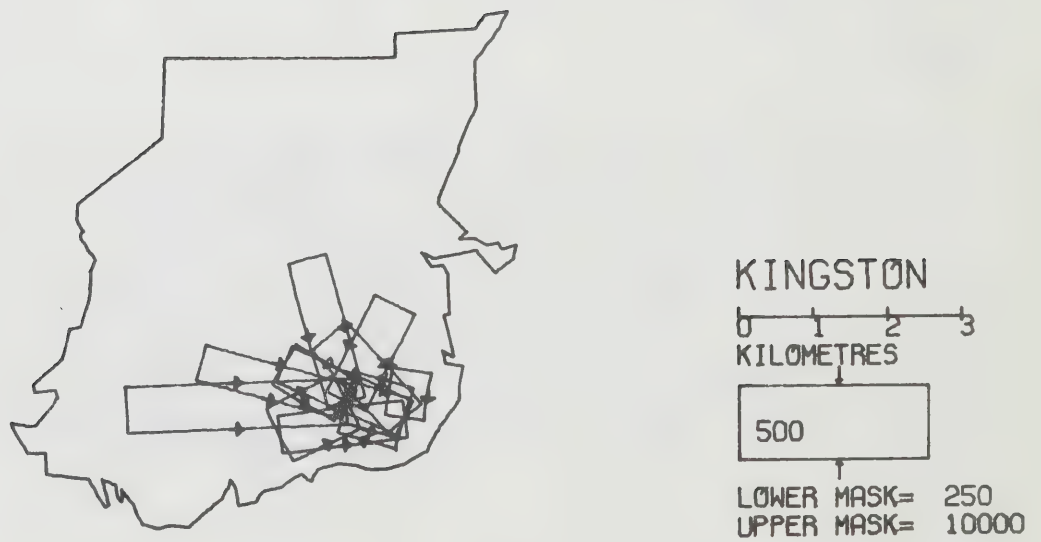 KINGSTON
0 1 2 3
KILOMETRES
500
LOWER MASK= 250
UPPER MASK= 10000